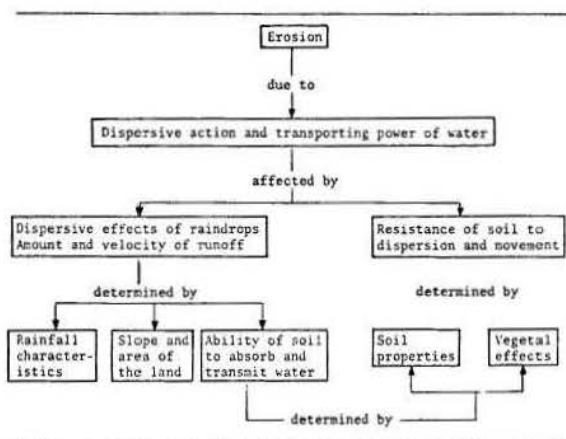 Erosion
due to
Dispersive action and transporting power of water
affected by
Dispersive effects of raindrops
Amount and velocity of runoff
Resistance of soil to
dispersion and movement
determined by
determined by
Rainfall
character-
istics
Slope and
area of
the land
Ability of soil
to absorb and
transmit water
Soil
properties
Vegetal
effects
determined by